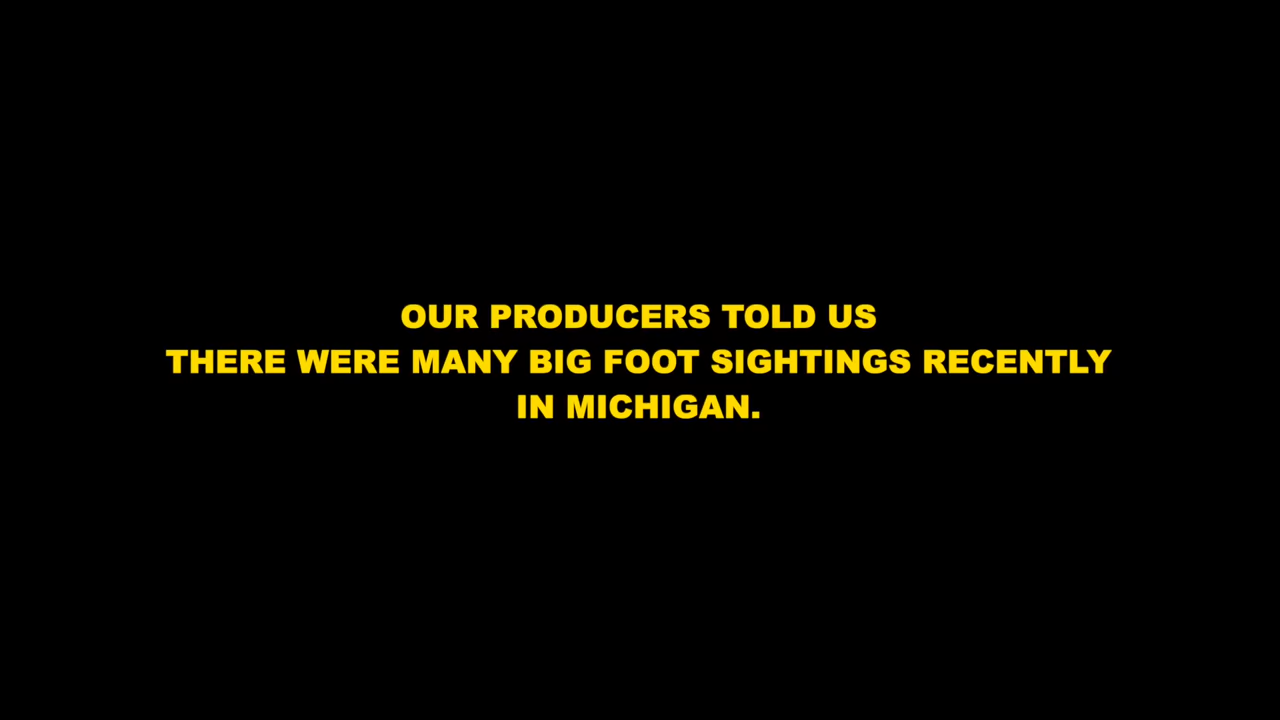 OUR PRODUCERS TOLD US
THERE WERE MANY BIG FOOT SIGHTINGS RECENTLY
IN MICHIGAN.